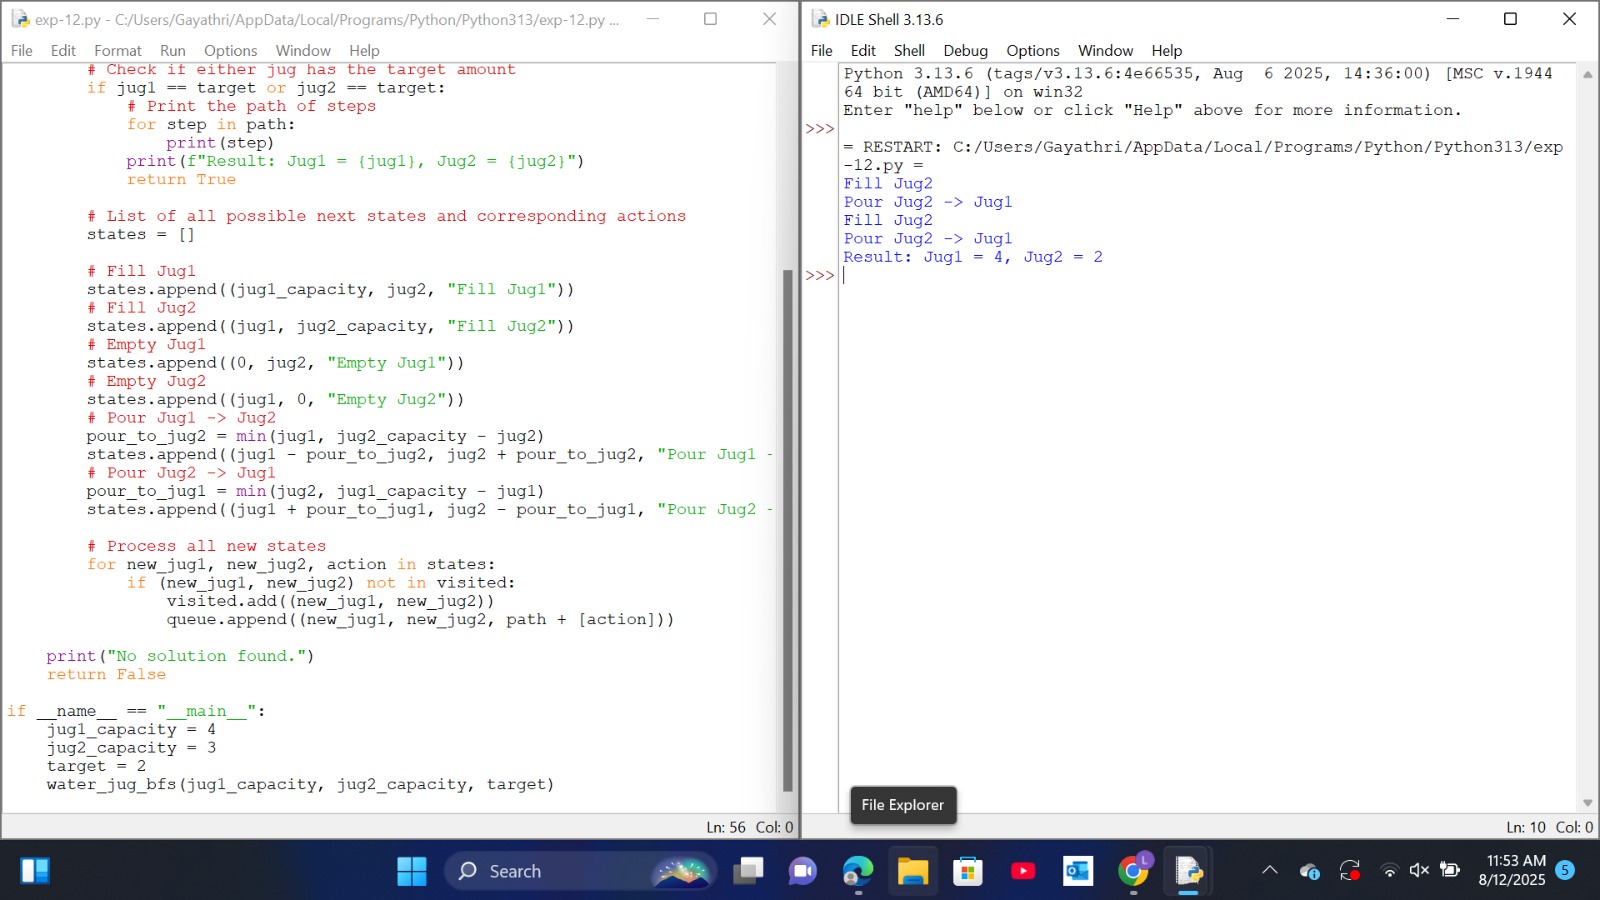 exp-12.py - C:/Users/Gayathri/AppData/Local/Programs/Python/Python313/exp-12.py ...
File Edit Format Run Options Window Help
# Check if either jug has the target amount
if jug1 == target or jug2 == target:
# Print the path of steps
for step in path:
print(step)
print(f"Result: Jug1 = {jug1}, Jug2 = {jug2}")
return True
# List of all possible next states and corresponding actions
states = []
# Fill Jug1
states.append((jug1_capacity, jug2, "Fill Jug1"))
# Fill Jug2
states.append((jug1, jug2_capacity, "Fill Jug2"))
# Empty Jug1
states.append((0, jug2, "Empty Jug1"))
# Empty Jug2
states.append((jug1, 0, "Empty Jug2"))
# Pour Jug1 -> Jug2
pour_to_jug2 = min(jug1, jug2_capacity - jug2)
states.append((jug1 - pour_to_jug2, jug2 + pour_to_jug2, "Pour Jug1 -
# Pour Jug2 -> Jug1
pour_to_jug1 = min(jug2, jug1_capacity - jug1)
states.append((jug1 + pour_to_jug1, jug2 - pour_to_jug1, "Pour Jug2 -
# Process all new states
for new_jug1, new_jug2, action in states:
if (new_jug1, new_jug2) not in visited:
visited.add((new_jug1, new_jug2))
queue.append((new_jug1, new_jug2, path + [action]))
print("No solution found.")
return False
if __name__ == "__main__":
jug1_capacity = 4
jug2_capacity = 3
target = 2
water_jug_bfs(jug1_capacity, jug2_capacity, target)
Ln: 56 Col: 0
IDLE Shell 3.13.6
File Edit Shell Debug Options Window Help
Python 3.13.6 (tags/v3.13.6:4e66535, Aug  6 2025, 14:36:00) [MSC v.1944
64 bit (AMD64)] on win32
Enter "help" below or click "Help" above for more information.
>>>
= RESTART: C:/Users/Gayathri/AppData/Local/Programs/Python/Python313/exp
-12.py =
Fill Jug2
Pour Jug2 -> Jug1
Fill Jug2
Pour Jug2 -> Jug1
Result: Jug1 = 4, Jug2 = 2
>>>
File Explorer
Ln: 10 Col: 0
Search
L
11:53 AM
8/12/2025
5